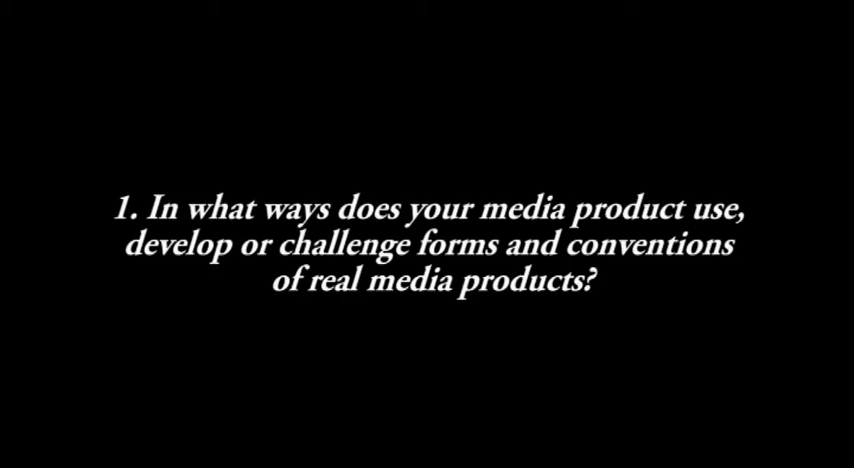 1. In what ways does your media product use,
develop or challenge forms and conventions
of real media products?